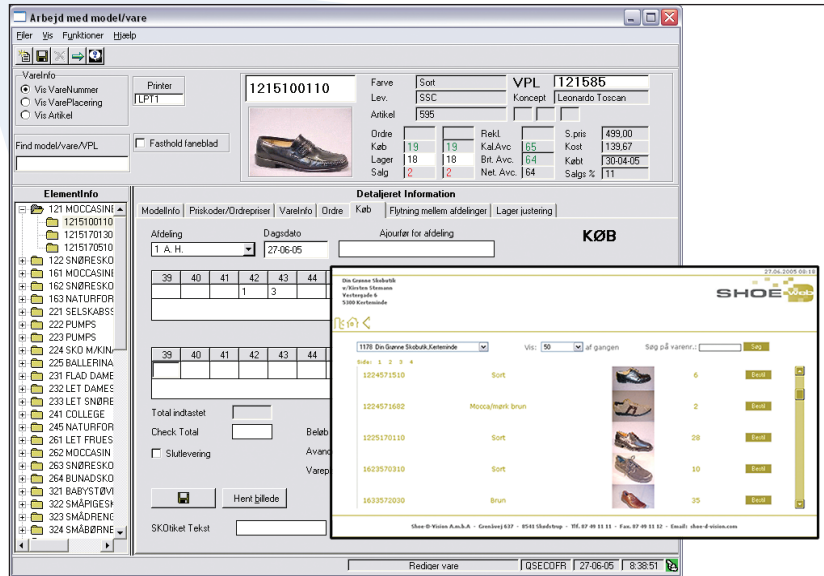 Arbejd med model/vare
Filer Vis Funktioner Hjælp
VareInfo
Vis VareNummer
Vis VarePlacering
Vis Artikel
Printer
LPT1
Find model/vare/VPL
Fasthold faneblad
1215100110
Farve Sort VPL 121585
Lev. SSC Koncept Leonardo Toscan
Artikel 595
Ordre Rekl. S.pris 499,00
Køb 19 19 Kal.Avc 65 Kost 139,67
Lager 18 18 Brt. Avc. 64 Købt 30-04-05
Salg 2 2 Net. Avc. 64 Salgs % 11
ElementInfo
121 MOCCASINE
1215100110
1215170130
1215170510
122 SNØRESKO
161 MOCCASINE
162 SNØRESKO
163 NATURFOR
221 SELSKABSS
222 PUMPS
223 PUMPS
224 SKO M/KIN
225 BALLERINA
231 FLAD DAME
232 LET DAMES
233 LET SNØRE
241 COLLEGE
245 NATURFOR
261 LET FRUES
262 MOCCASIN
263 SNØRESKO
264 BUNADSKO
321 BABYSTØVI
322 SMÅPIGESK
323 SMÅDRENG
324 SMÅBØRNE
Detaljeret Information
ModelInfo Priskoder/Ordrepriser VareInfo Ordre Køb Flytning mellem afdelinger Lager justering
Afdeling Dagsdato Ajourfør for afdeling KØB
1 A. H. 27-06-05
39 40 41 42 43 44
1 3
39 40 41 42 43 44
Total indtastet
Check Total Beløb
Slutlevering Avanc
Varep
Hent billede
SKOtiket Tekst
Rediger vare QSECOFR 27-06-05 8:38:51
27.06.2005 08:18
Din Grønne Skobutik
v/Kirsten Stemann
Vestergade 6
5300 Kerteminde
SHOE Web
1178 Din Grønne Skobutik,Kerteminde Vis: 50 af gangen Søg på varenr.: Søg
Side: 1 2 3 4
1224571510 Sort 6 Bestil
1224571682 Mocca/mørk brun 2 Bestil
1225170110 Sort 28 Bestil
1623570310 Sort 10 Bestil
1633572030 Brun 35 Bestil
Shoe-D-Vision A.m.b.A - Grenåvej 637 - 8541 Skødstrup - Tlf. 87 49 11 11 - Fax. 87 49 11 12 - Email: shoe-d-vision.com